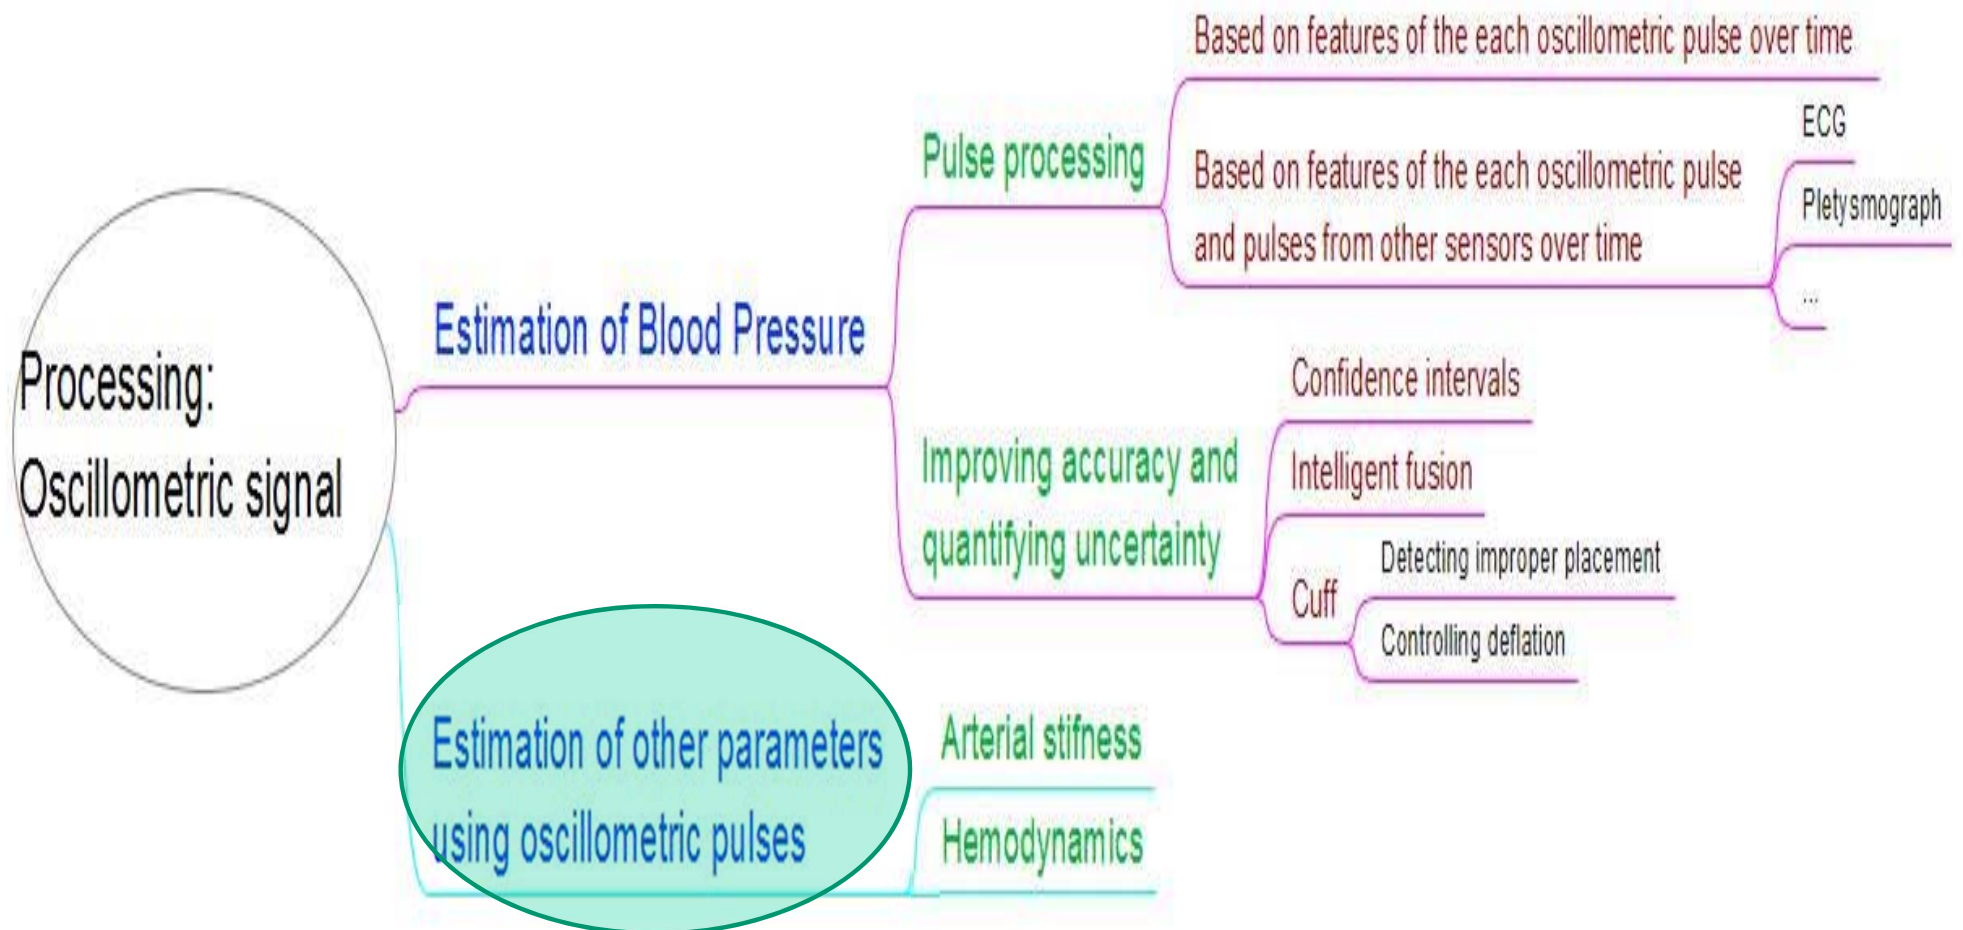 Processing:
Oscillometric signal
Estimation of Blood Pressure
Pulse processing
Based on features of the each oscillometric pulse over time
Based on features of the each oscillometric pulse
and pulses from other sensors over time
ECG
Pletysmograph
...
Improving accuracy and
quantifying uncertainty
Confidence intervals
Intelligent fusion
Cuff
Detecting improper placement
Controlling deflation
Estimation of other parameters
using oscillometric pulses
Arterial stifness
Hemodynamics